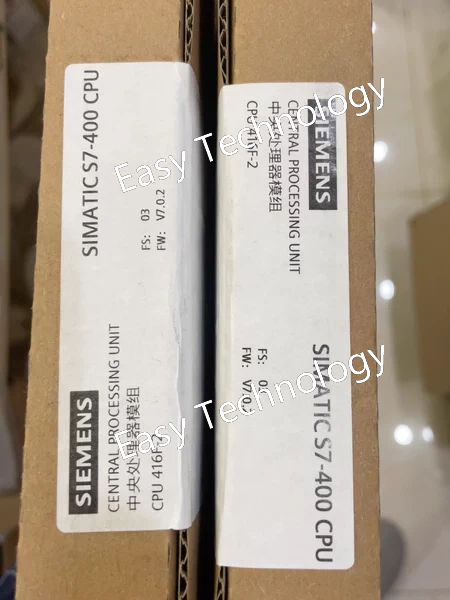 SIEMENS
SIMATIC S7-400 CPU
CENTRAL PROCESSING UNIT
中央处理器模组
CPU 416F-2
FS: 03
FW: V7.0.2
SIEMENS
SIMATIC S7-400 CPU
CENTRAL PROCESSING UNIT
中央处理器模组
CPU 416F-2
FS:
FW:
Easy Technology
Easy Technology